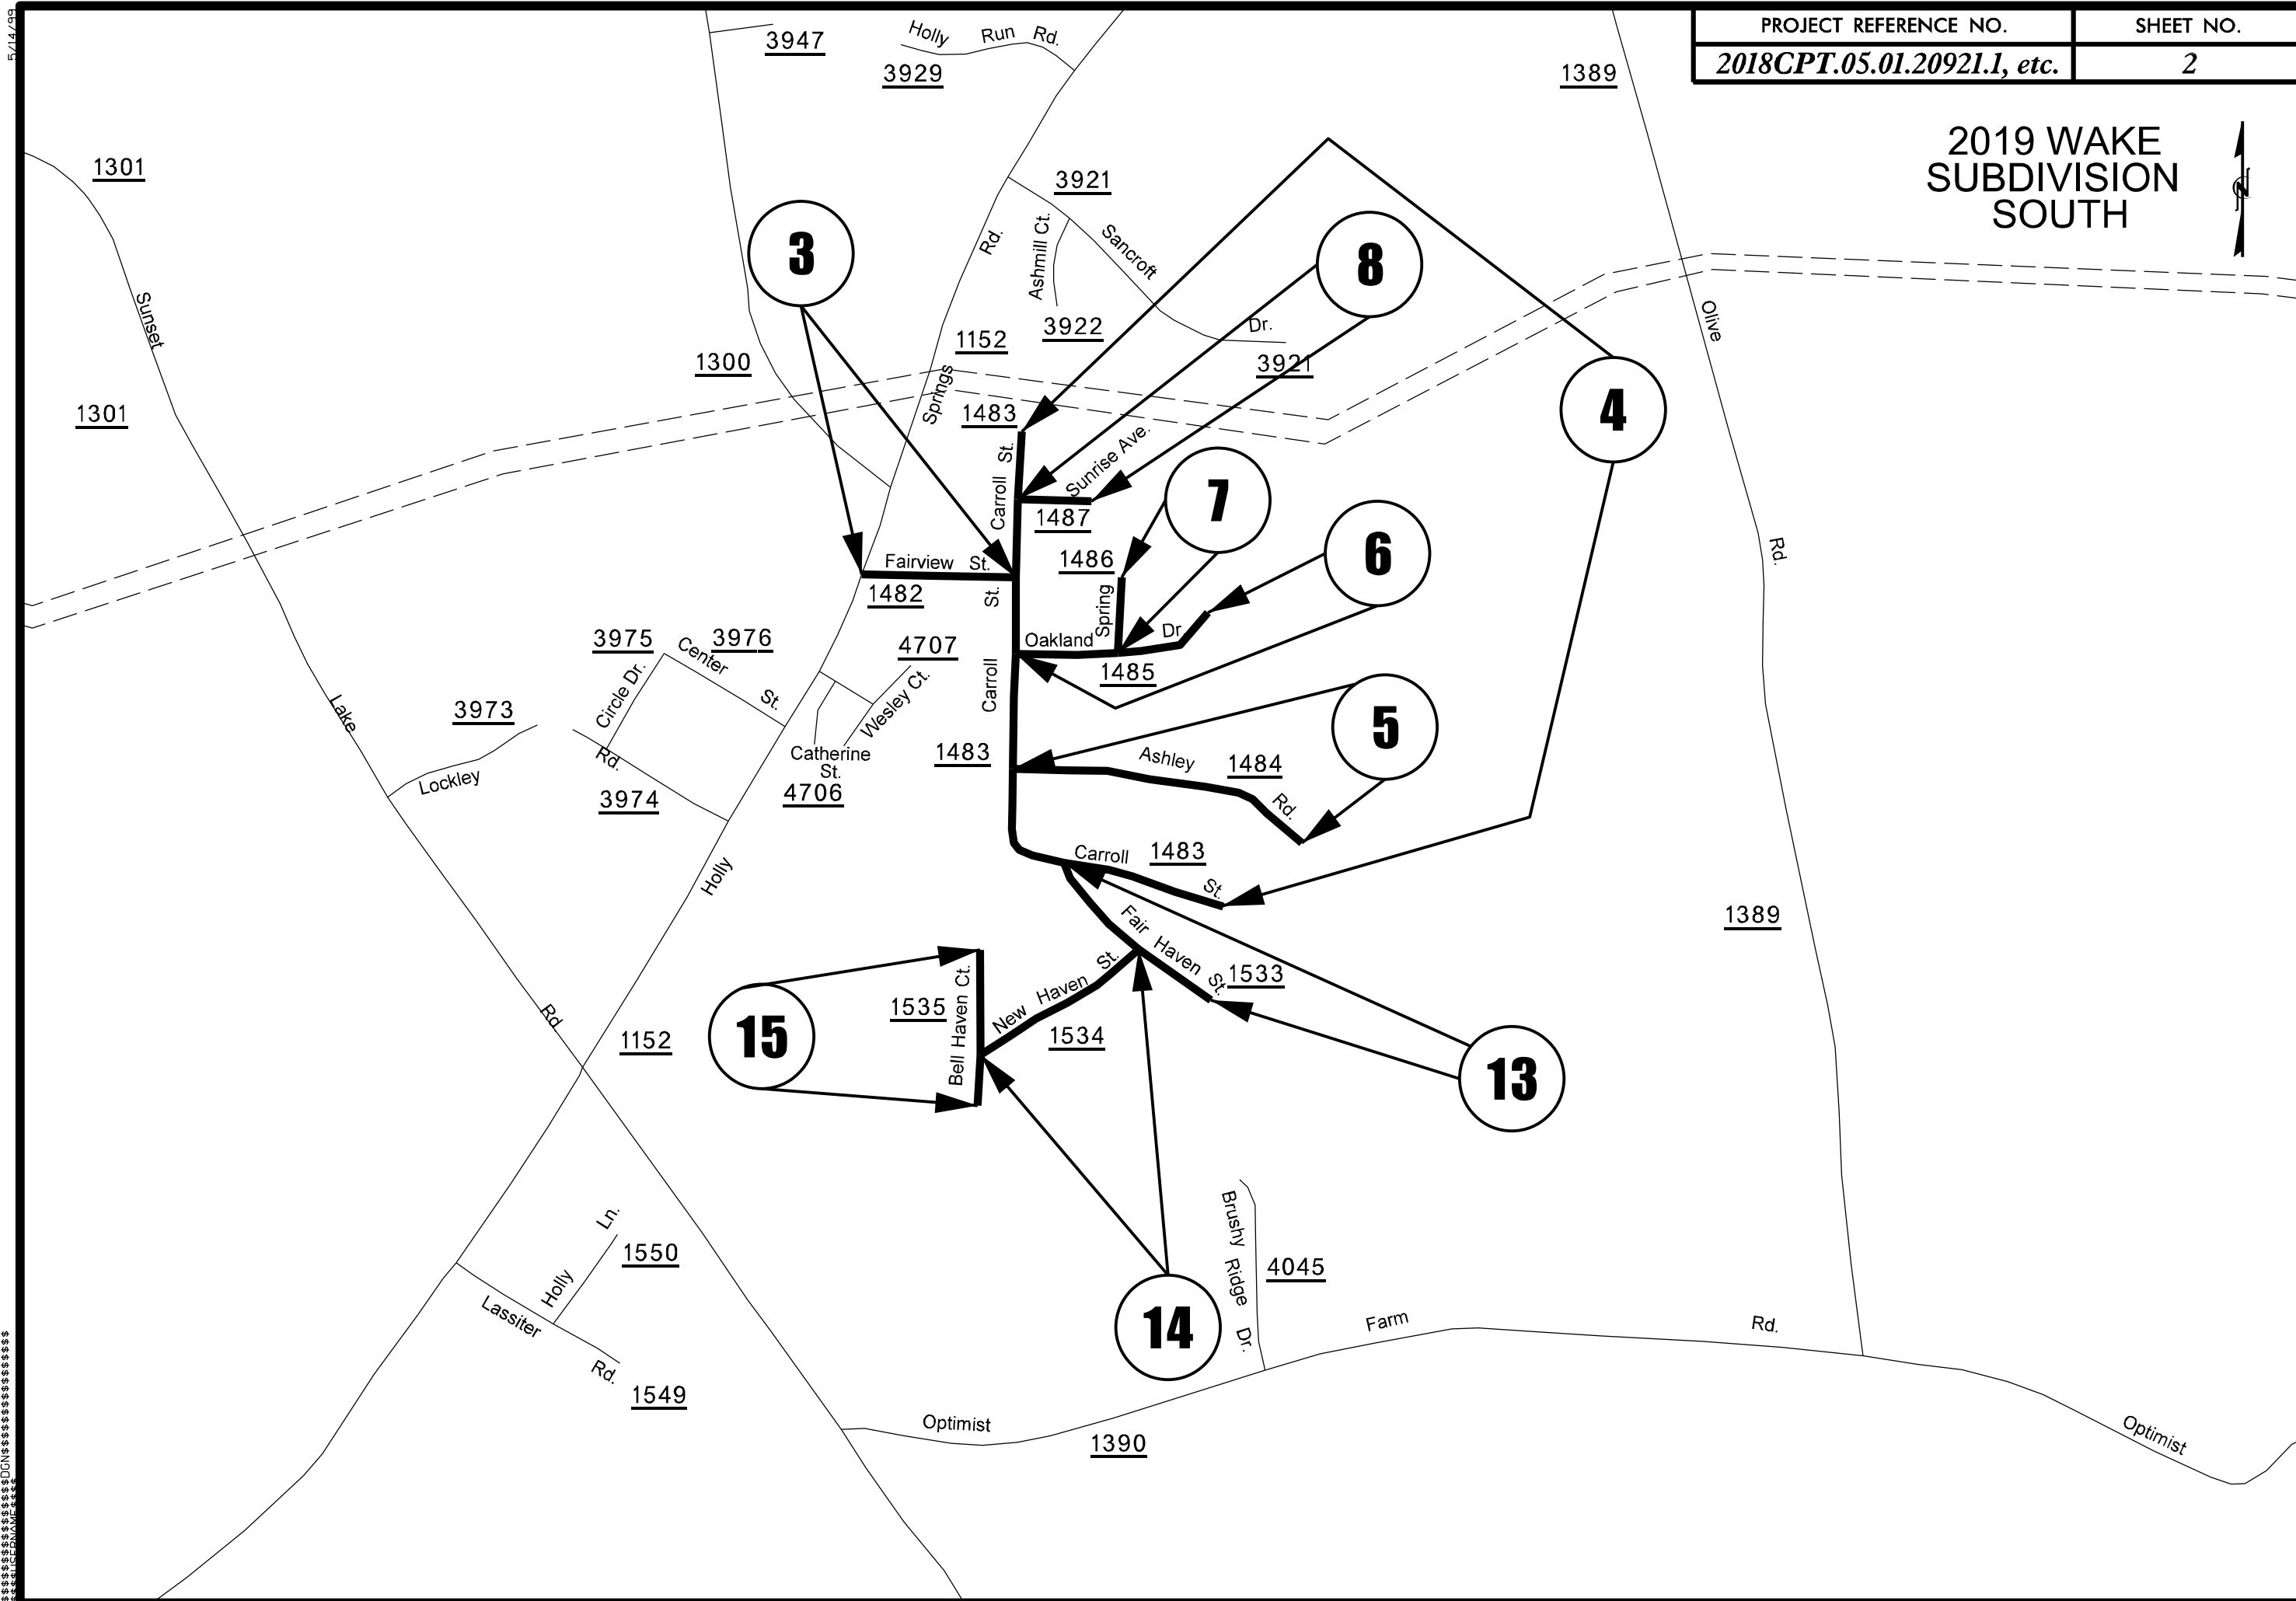 5/14/99
PROJECT REFERENCE NO.
SHEET NO.
2018CPT.05.01.20921.1, etc.
2
2019 WAKE
SUBDIVISION
SOUTH
N
3947
Holly Run Rd.
3929
1389
1301
3921
Sancroft Dr.
3921
Ashmill Ct.
3922
Rd.
3
8
4
Sunset
Olive
1152
1300
Springs
1301
1483
Carroll St.
Sunrise Ave.
1487
7
6
Rd.
1486
Fairview St.
1482
St.
Spring
Oakland Dr.
1485
3975
3976
Center St.
4707
Circle Dr.
Wesley Ct.
Carroll
5
3973
Lake
Lockley Rd.
3974
Catherine
St.
4706
1483
Ashley Rd.
1484
Carroll St.
1483
Holly
1389
Fair Haven St.
1533
15
1535
Bell Haven Ct.
New Haven St.
1534
13
Rd
1152
Brushy Ridge Dr.
4045
Holly Ln.
1550
14
Lassiter Rd.
1549
Farm Rd.
Optimist
1390
Optimist